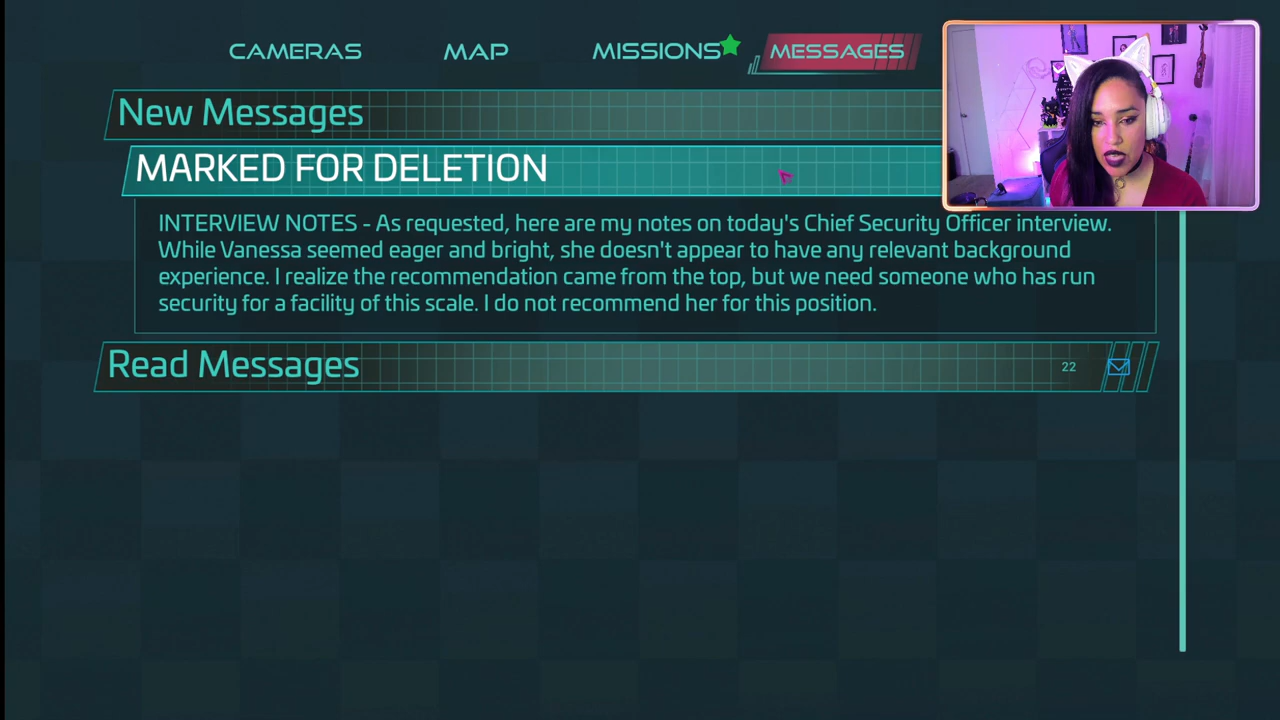 CAMERAS MAP MISSIONS MESSAGES
New Messages
MARKED FOR DELETION
INTERVIEW NOTES - As requested, here are my notes on today's Chief Security Officer interview.
While Vanessa seemed eager and bright, she doesn't appear to have any relevant background
experience. I realize the recommendation came from the top, but we need someone who has run
security for a facility of this scale. I do not recommend her for this position.
Read Messages 22